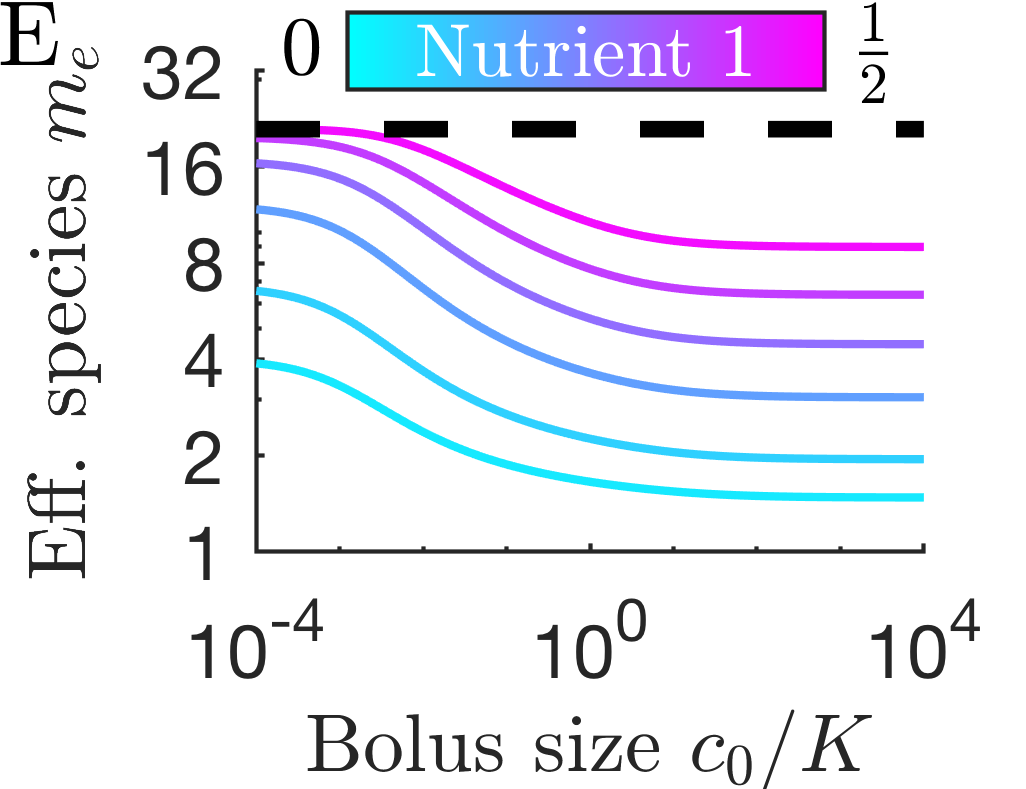 E
0 Nutrient 1 1/2
Eff. species m_e
32
16
8
4
2
1
10^-4 10^0 10^4
Bolus size c_0/K